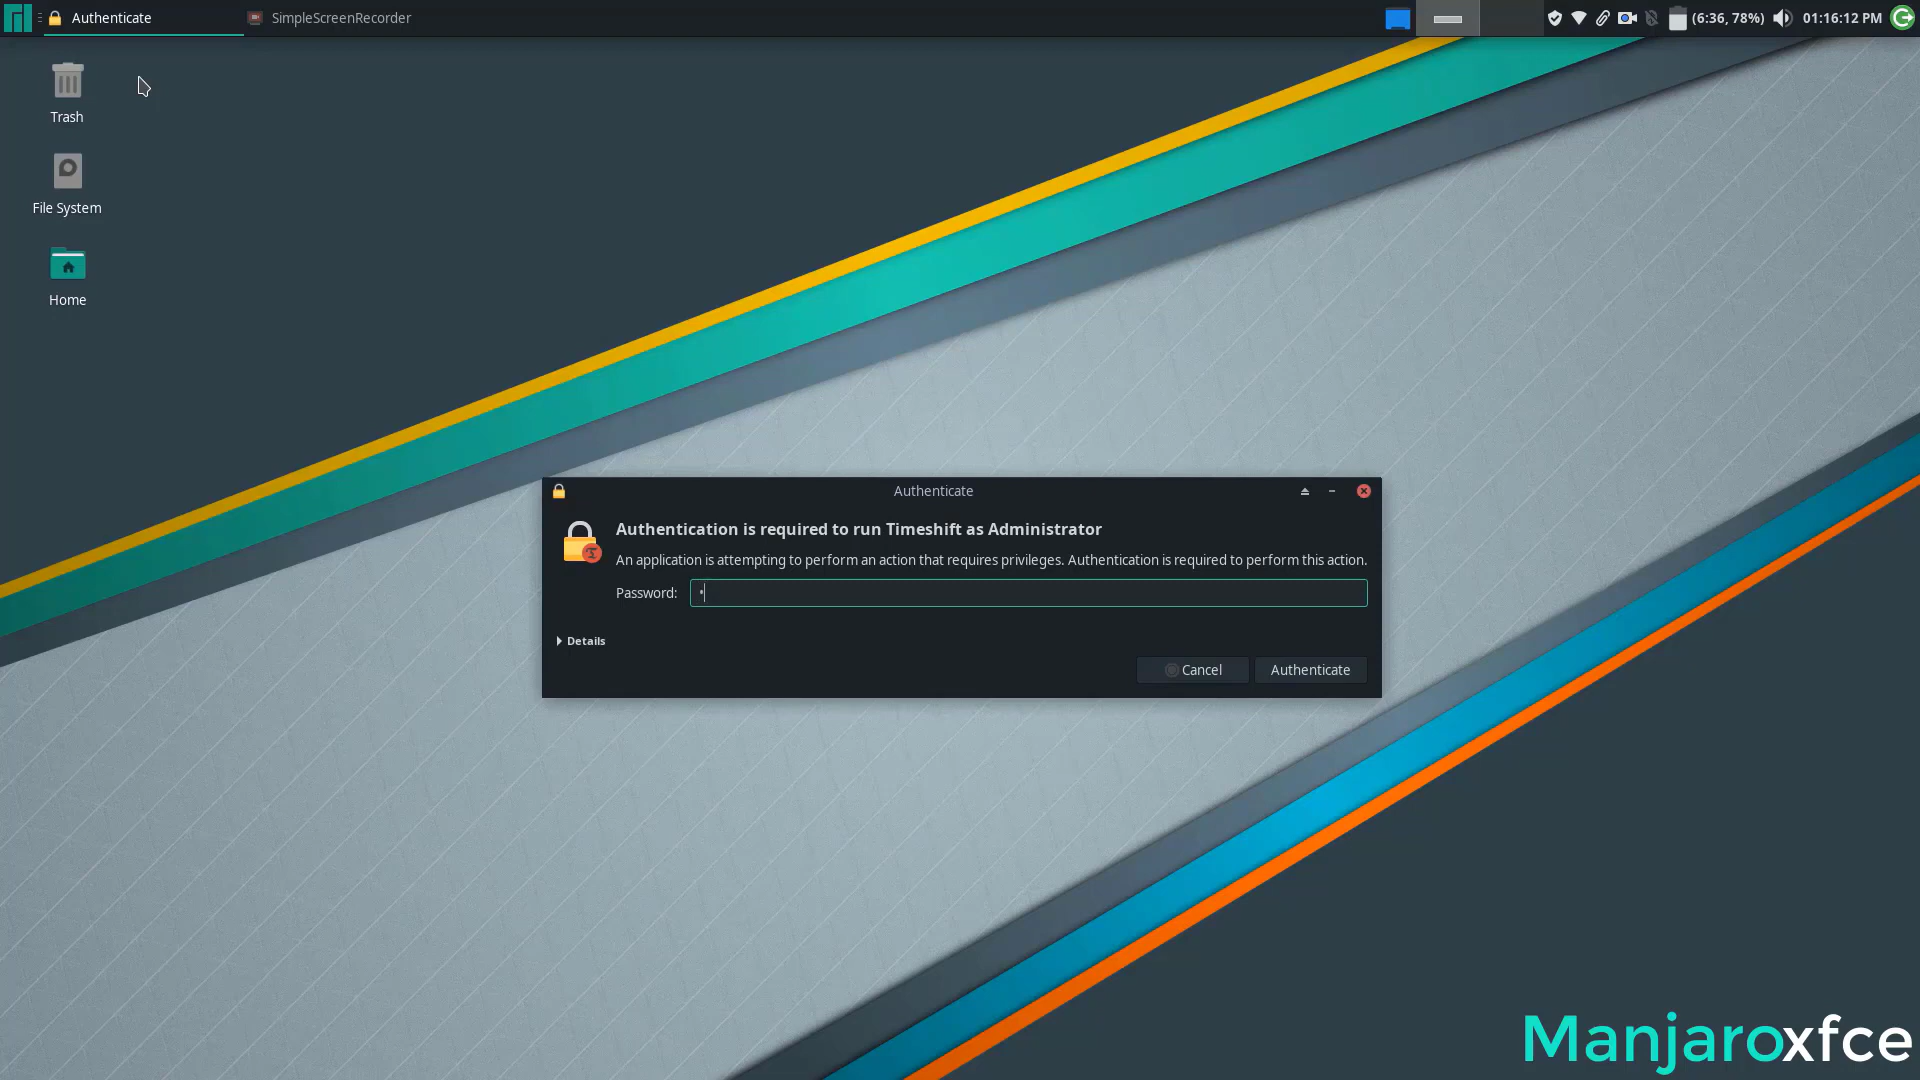 Authenticate
SimpleScreenRecorder
(6:36, 78%)
01:16:12 PM
Trash
File System
Home
Authenticate
Authentication is required to run Timeshift as Administrator
An application is attempting to perform an action that requires privileges. Authentication is required to perform this action.
Password:
Details
Cancel
Authenticate
Manjaroxfce